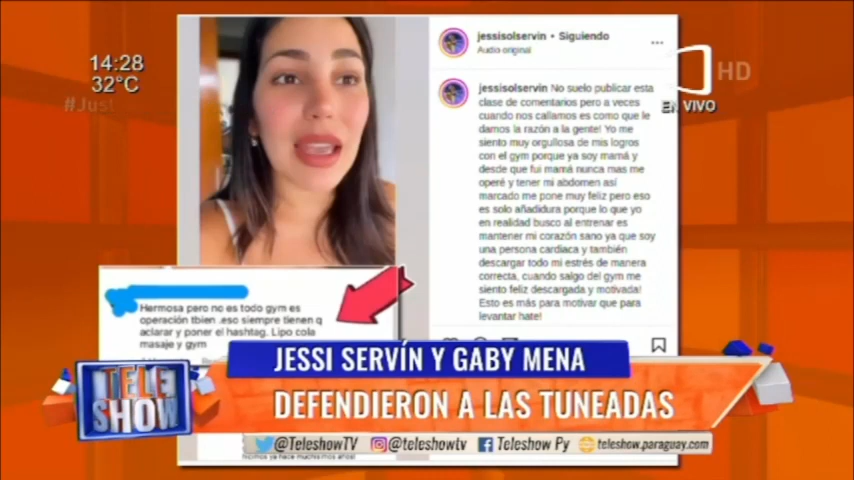 14:28
32°C
#Just
HD
EN VIVO
jessisolservin • Siguiendo
Audio original
jessisolservin No suelo publicar esta
clase de comentarios pero a veces
cuando nos callamos es como que le
damos la razón a la gente! Yo me
siento muy orgullosa de mis logros
con el gym porque ya soy mamá y
desde que fui mamá nunca mas me
operé y tener mi abdomen así
marcado me pone muy feliz pero eso
es solo añadidura porque lo que yo
en realidad busco al entrenar es
mantener mi corazón sano ya que soy
una persona cardiaca y también
descargar todo mi estrés de manera
correcta, cuando salgo del gym me
siento feliz descargada y motivada!
Esto es más para motivar que para
levantar hate!
Hermosa pero no es todo gym es
operación tbien .eso siempre tienen q
aclarar y poner el hashtag. Lipo cola
masaje y gym
JESSI SERVÍN Y GABY MENA
TELE
SHOW
DEFENDIERON A LAS TUNEADAS
@TeleshowTV @teleshowtv Teleshow Py teleshow.paraguay.com